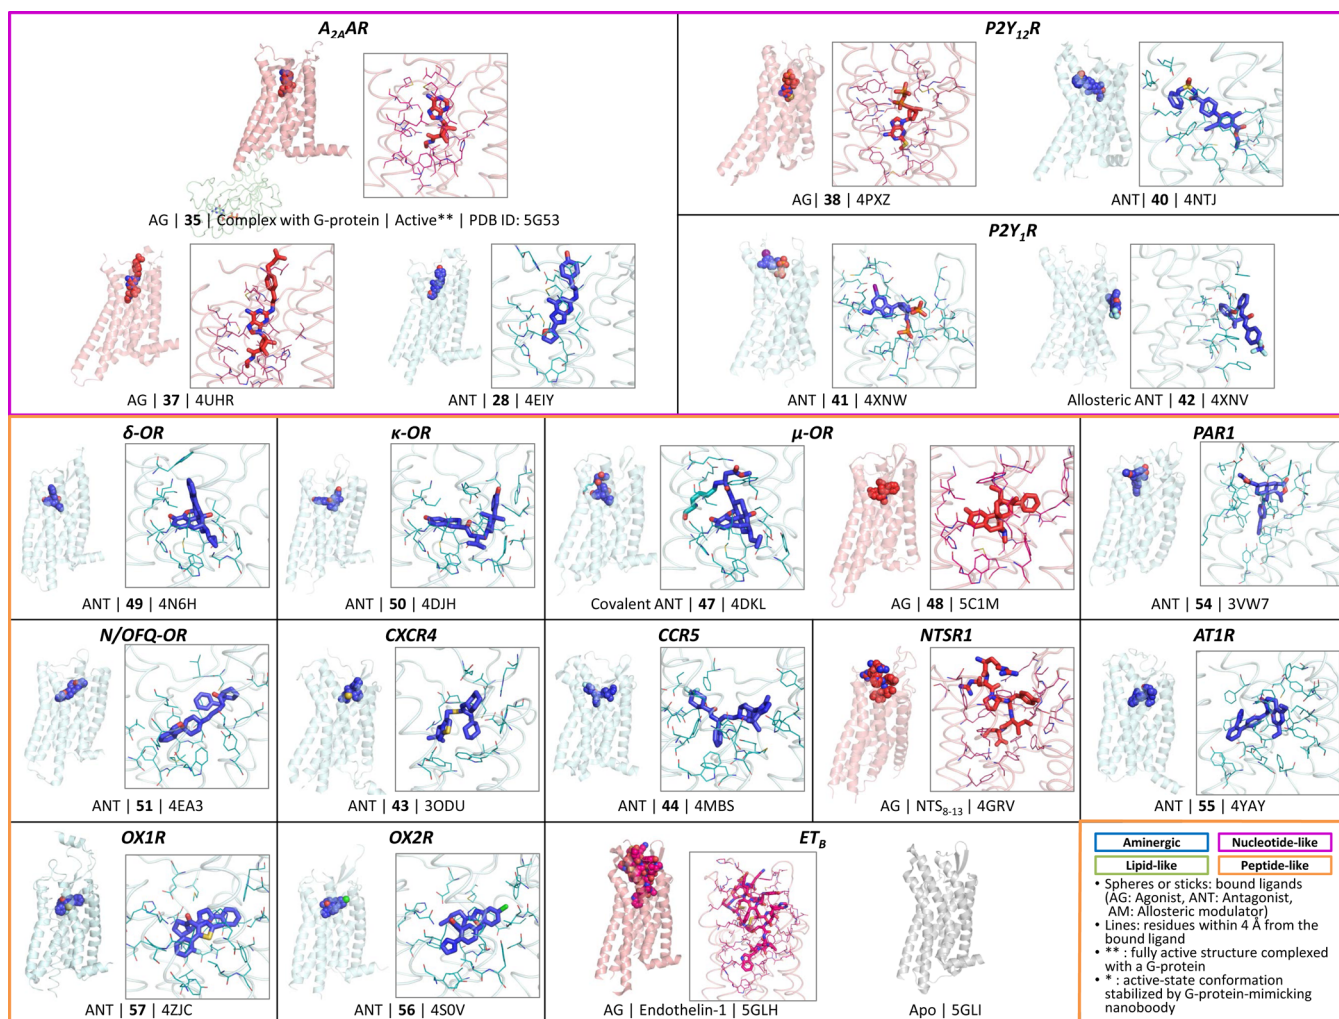 A2AAR
AG | 35 | Complex with G-protein | Active** | PDB ID: 5G53
AG | 37 | 4UHR
ANT | 28 | 4EIY
P2Y12R
AG| 38 | 4PXZ
ANT | 40 | 4NTJ
P2Y1R
ANT | 41 | 4XNW
Allosteric ANT | 42 | 4XNV
δ-OR
ANT | 49 | 4N6H
κ-OR
ANT | 50 | 4DJH
μ-OR
Covalent ANT | 47 | 4DKL
AG | 48 | 5C1M
PAR1
ANT | 54 | 3VW7
N/OFQ-OR
ANT | 51 | 4EA3
CXCR4
ANT | 43 | 3ODU
CCR5
ANT | 44 | 4MBS
NTSR1
AG | NTS8-13 | 4GRV
AT1R
ANT | 55 | 4YAY
OX1R
ANT | 57 | 4ZJC
OX2R
ANT | 56 | 4S0V
ETB
AG | Endothelin-1 | 5GLH
Apo | 5GLI
Aminergic
Nucleotide-like
Lipid-like
Peptide-like
• Spheres or sticks: bound ligands
(AG: Agonist, ANT: Antagonist,
AM: Allosteric modulator)
• Lines: residues within 4 Å from the
bound ligand
• ** : fully active structure complexed
with a G-protein
• * : active-state conformation
stabilized by G-protein-mimicking
nanoboody